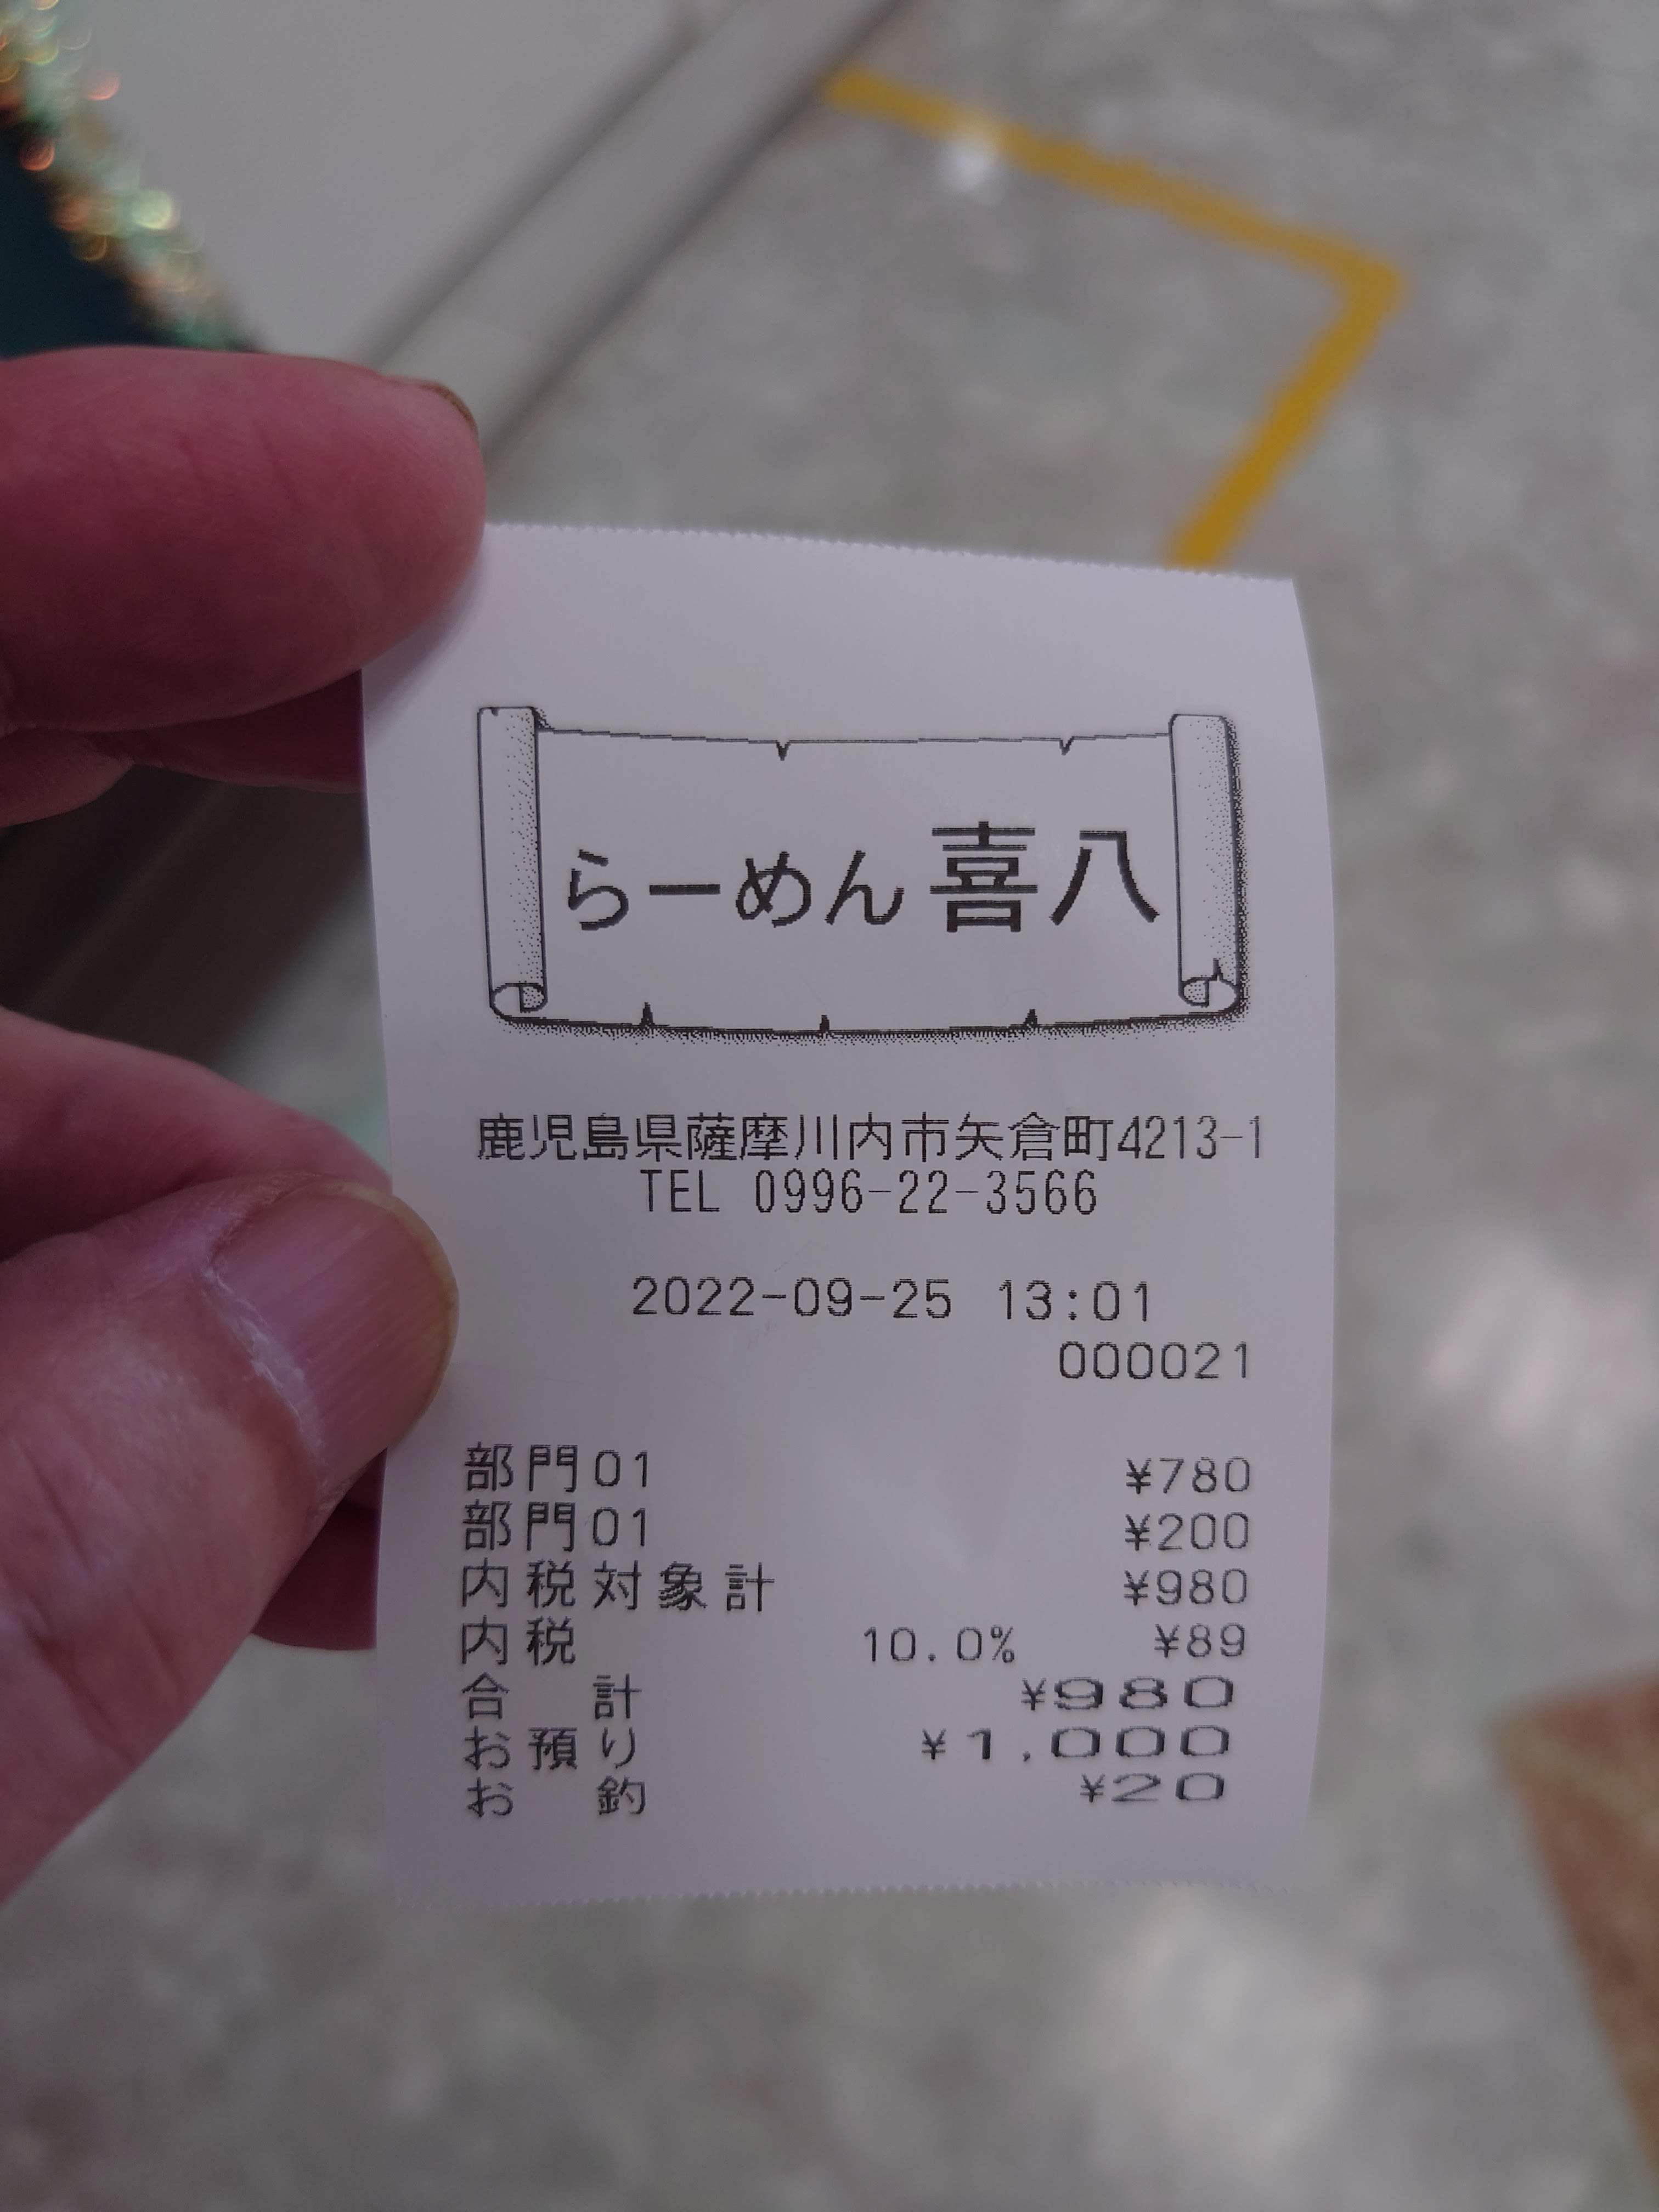 らーめん 喜八
鹿児島県薩摩川内市矢倉町4213-1
TEL 0996-22-3566
2022-09-25 13:01
000021
部門01 ¥780
部門01 ¥200
内税対象計 ¥980
内税 10.0% ¥89
合 計 ¥980
お預り ¥1,000
お 釣 ¥20